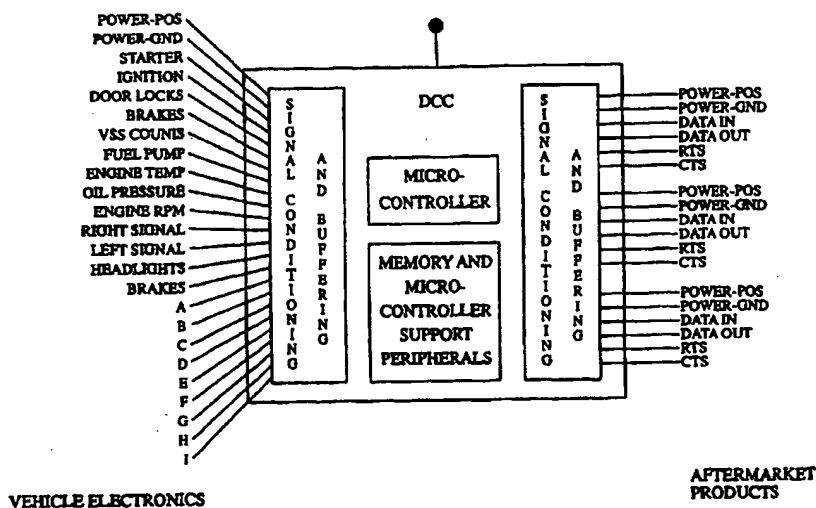 POWER-POS
POWER-GND
STARTER
IGNITION
DOOR LOCKS
BRAKES
VSS COUNTS
FUEL PUMP
ENGINE TEMP
OIL PRESSURE
ENGINE RPM
RIGHT SIGNAL
LEFT SIGNAL
HEADLIGHTS
BRAKES
A
B
C
D
E
F
G
H
I
VEHICLE ELECTRONICS
SIGNAL CONDITIONING
AND BUFFERING
DCC
MICRO-
CONTROLLER
MEMORY AND
MICRO-
CONTROLLER
SUPPORT
PERIPHERALS
SIGNAL CONDITIONING
AND BUFFERING
POWER-POS
POWER-GND
DATA IN
DATA OUT
RTS
CTS
POWER-POS
POWER-GND
DATA IN
DATA OUT
RTS
CTS
POWER-POS
POWER-GND
DATA IN
DATA OUT
RTS
CTS
AFTERMARKET
PRODUCTS